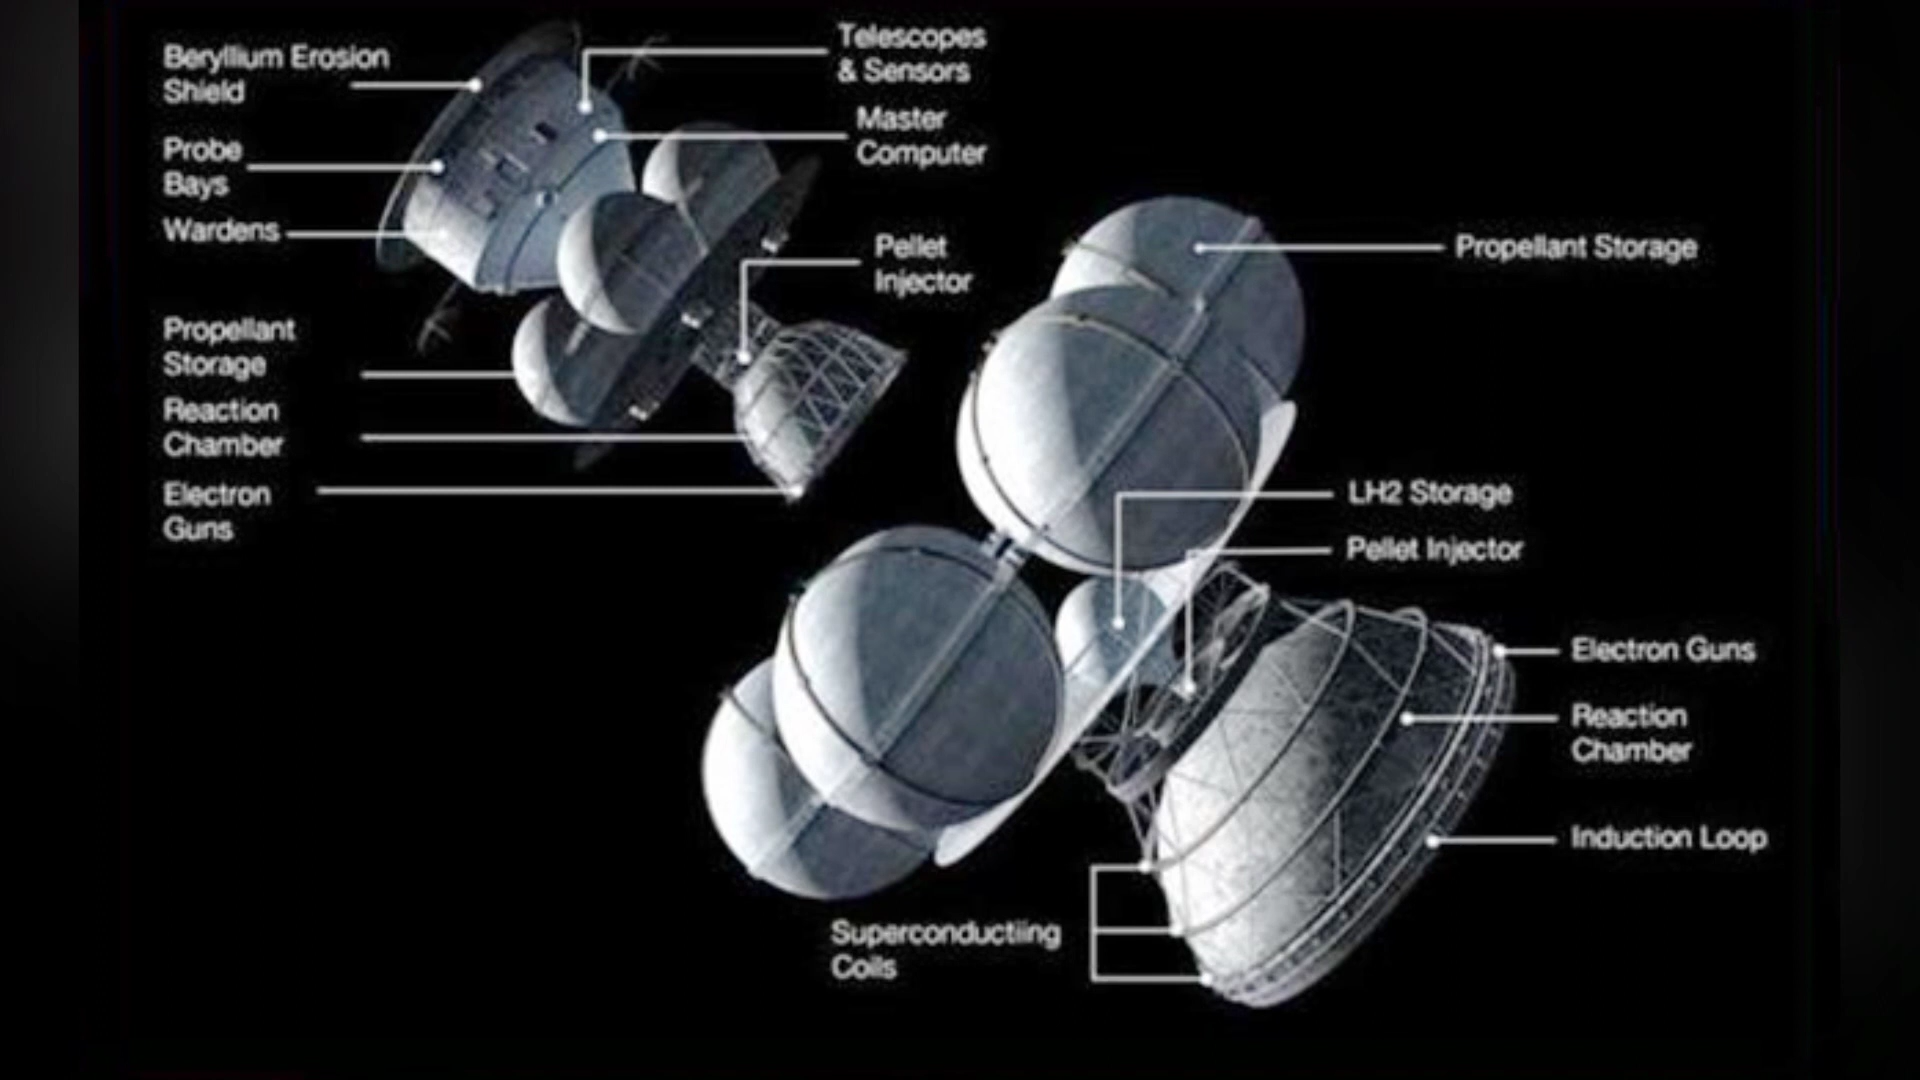 Beryllium Erosion
Shield
Probe
Bays
Wardens
Propellant
Storage
Reaction
Chamber
Electron
Guns
Telescopes
& Sensors
Master
Computer
Pellet
Injector
Propellant Storage
LH2 Storage
Pellet Injector
Electron Guns
Reaction
Chamber
Induction Loop
Superconductiing
Coils